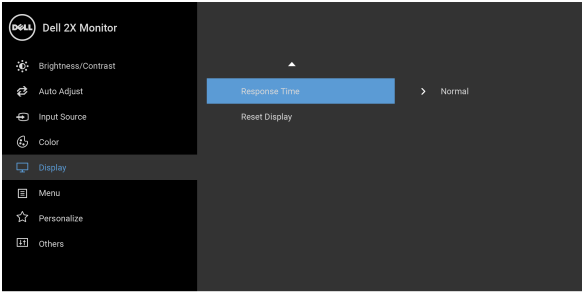 DELL Dell 2X Monitor
Brightness/Contrast
Auto Adjust
Response Time Normal
Input Source
Reset Display
Color
Display
Menu
Personalize
Others